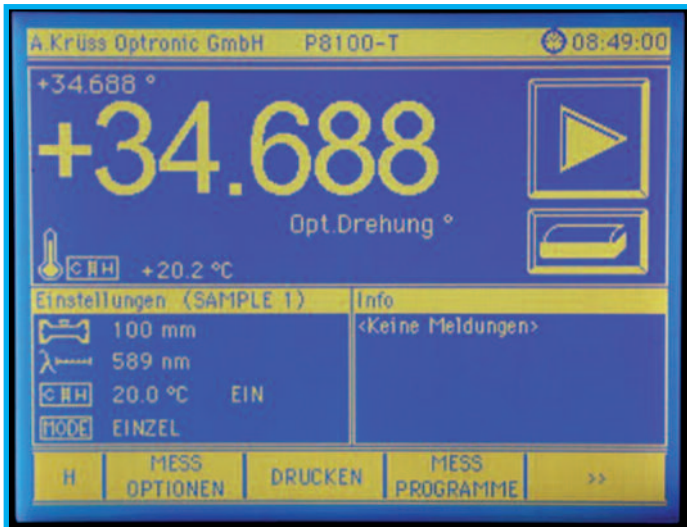 A.Krüss Optronic GmbH P8100-T 08:49:00
+34.688 °
+34.688
Opt.Drehung °
C H +20.2 °C
Einstellungen (SAMPLE 1)
100 mm
λ 589 nm
C H 20.0 °C EIN
MODE EINZEL
Info
<Keine Meldungen>
H
MESS OPTIONEN
DRUCKEN
MESS PROGRAMME
>>